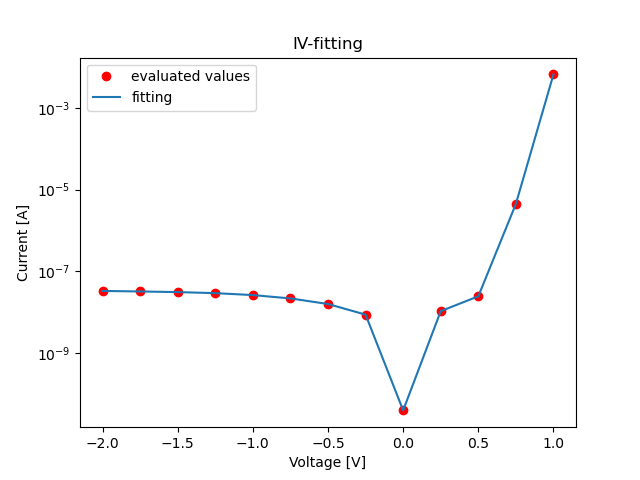 IV-fitting
evaluated values
fitting
Current [A]
10⁻³
10⁻⁵
10⁻⁷
10⁻⁹
−2.0 −1.5 −1.0 −0.5 0.0 0.5 1.0
Voltage [V]